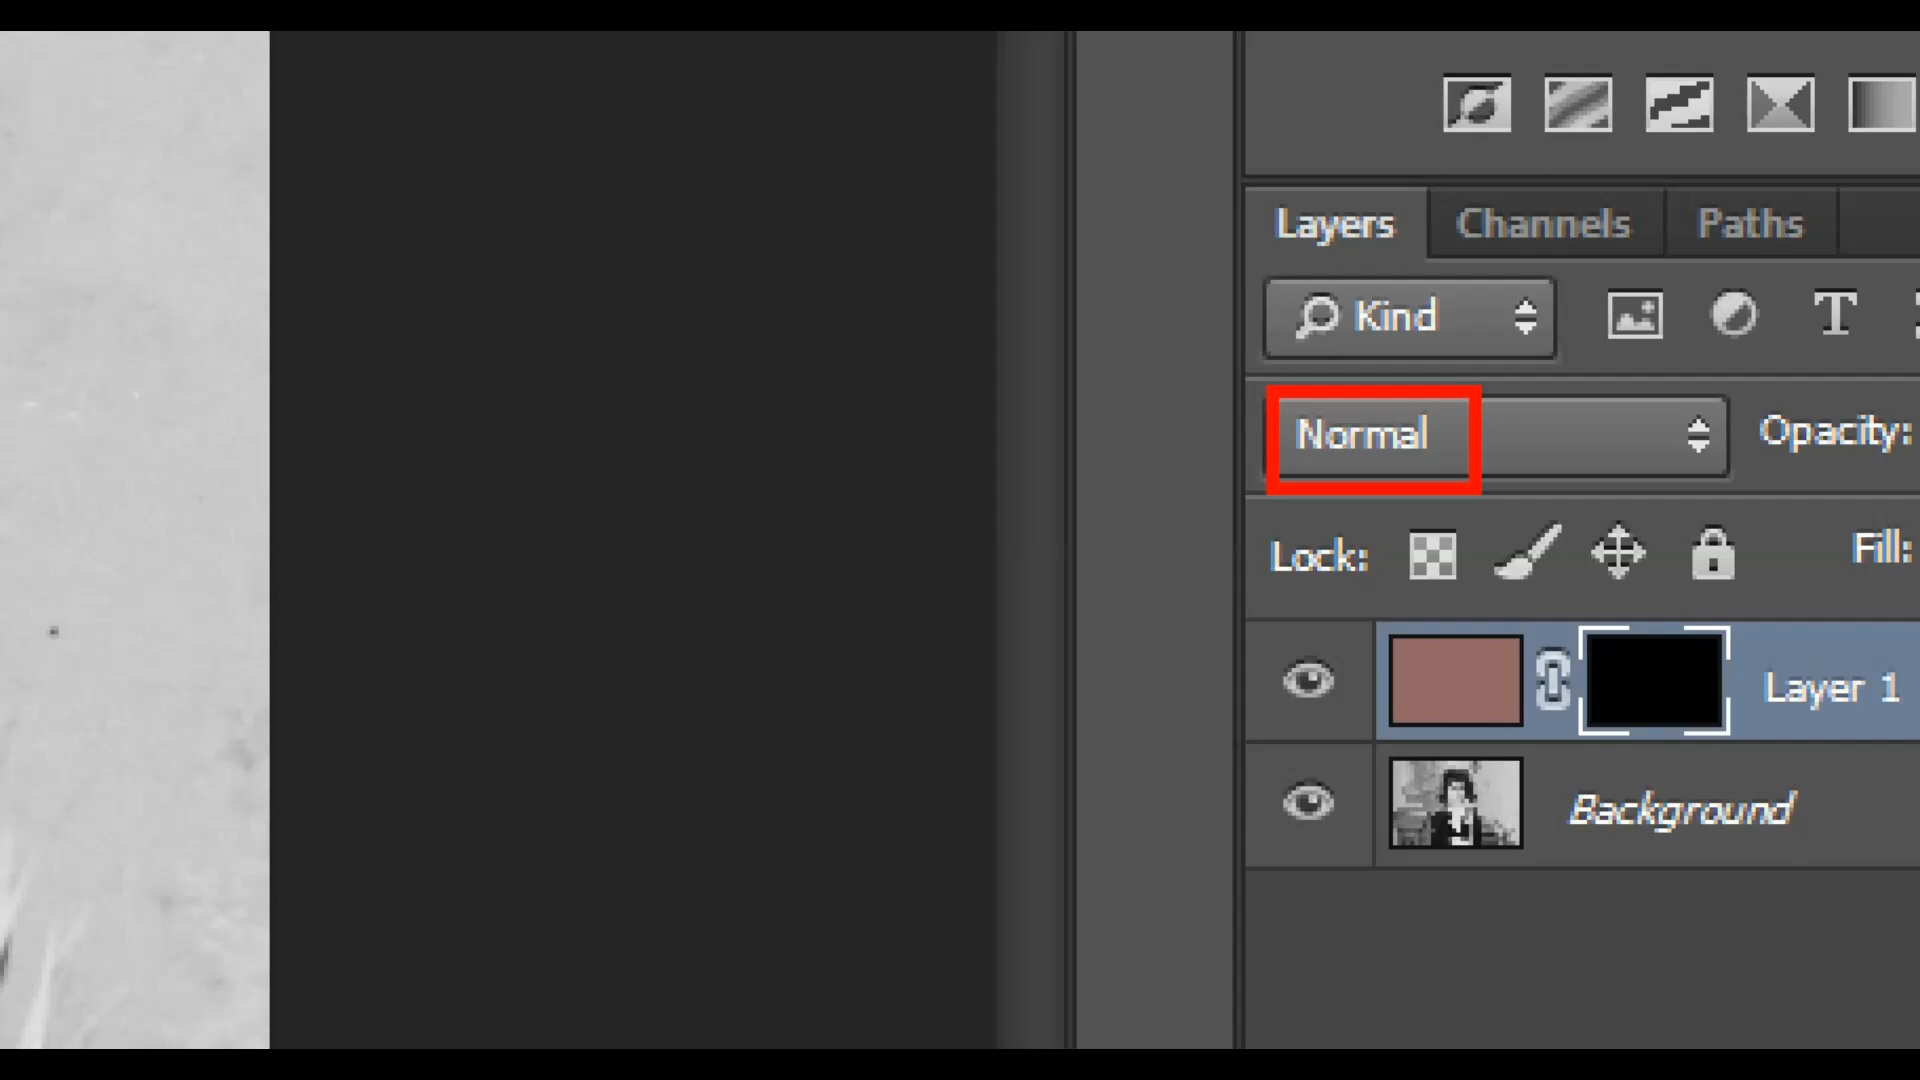 Layers Channels Paths
Kind T
Normal Opacity:
Lock: Fill:
Layer 1
Background